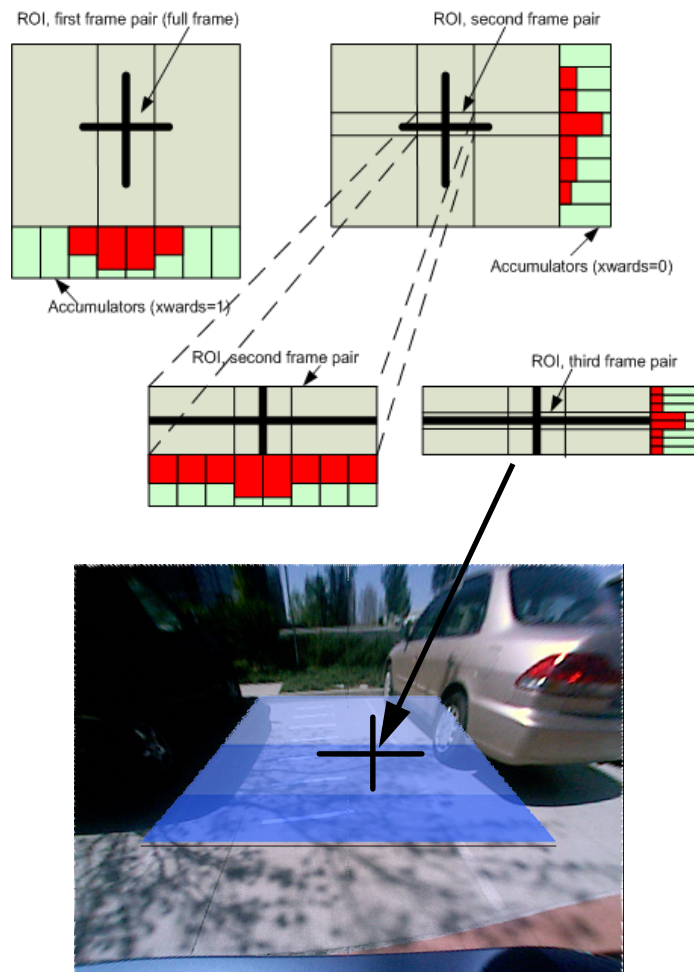 ROI, first frame pair (full frame)
ROI, second frame pair
Accumulators (xwards=0)
Accumulators (xwards=1)
ROI, second frame pair
ROI, third frame pair